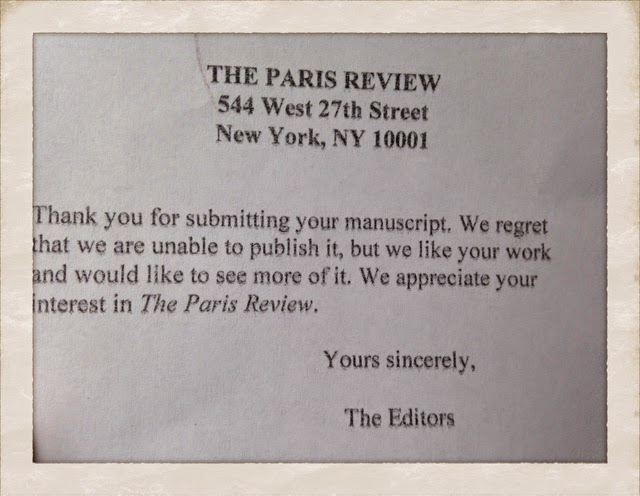 THE PARIS REVIEW
544 West 27th Street
New York, NY 10001
Thank you for submitting your manuscript. We regret
that we are unable to publish it, but we like your work
and would like to see more of it. We appreciate your
interest in The Paris Review.
Yours sincerely,
The Editors